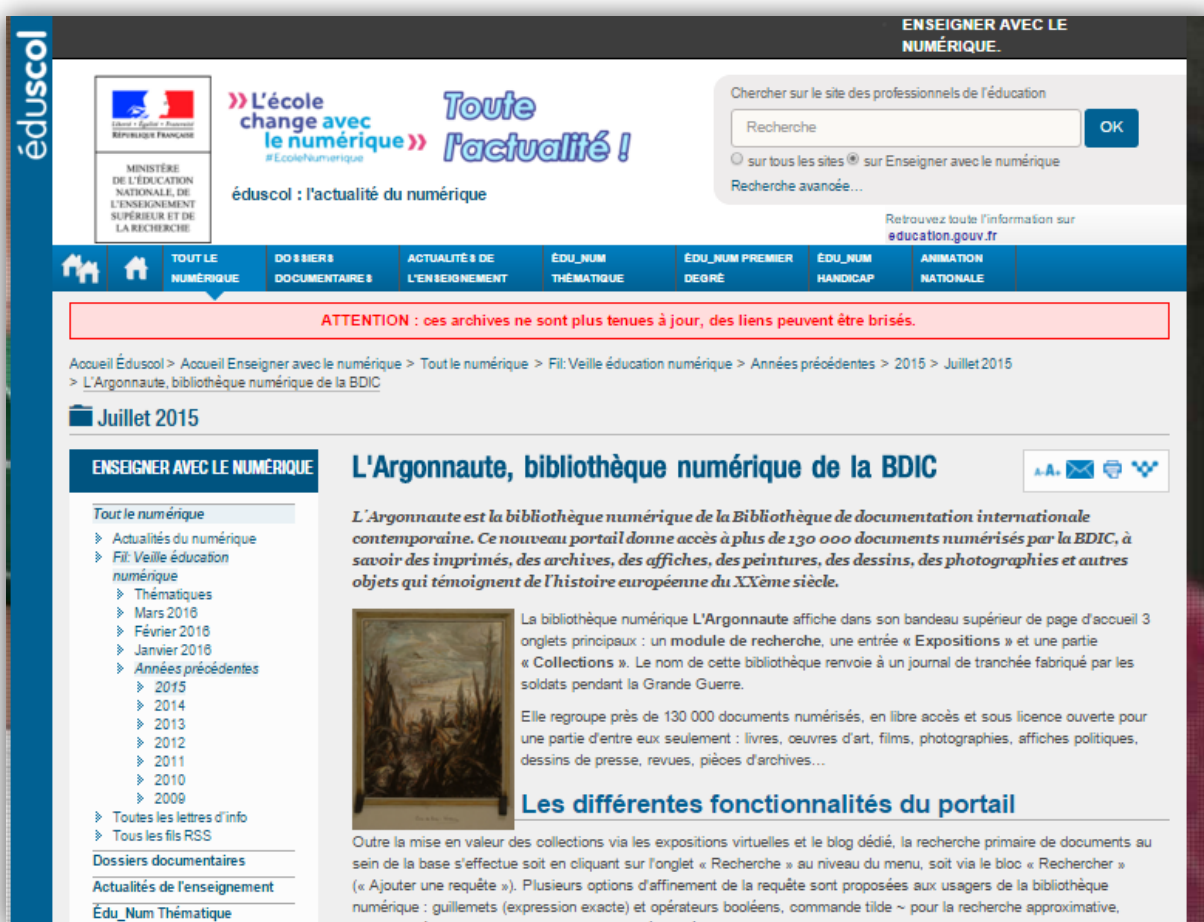 éduscol
ENSEIGNER AVEC LE
NUMÉRIQUE.
Liberté • Égalité • Fraternité
RÉPUBLIQUE FRANÇAISE
MINISTÈRE
DE L'ÉDUCATION
NATIONALE, DE
L'ENSEIGNEMENT
SUPÉRIEUR ET DE
LA RECHERCHE
L'école
change avec
le numérique
#EcoleNumerique
Toute
l'actualité !
éduscol : l'actualité du numérique
Chercher sur le site des professionnels de l'éducation
Recherche
OK
sur tous les sites sur Enseigner avec le numérique
Recherche avancée...
Retrouvez toute l'information sur
education.gouv.fr
TOUT LE
NUMÉRIQUE
DOSSIERS
DOCUMENTAIRES
ACTUALITÉS DE
L'ENSEIGNEMENT
ÉDU_NUM
THÉMATIQUE
ÉDU_NUM PREMIER
DEGRÉ
ÉDU_NUM
HANDICAP
ANIMATION
NATIONALE
ATTENTION : ces archives ne sont plus tenues à jour, des liens peuvent être brisés.
Accueil Éduscol > Accueil Enseigner avec le numérique > Tout le numérique > Fil: Veille éducation numérique > Années précédentes > 2015 > Juillet 2015
> L'Argonnaute, bibliothèque numérique de la BDIC
Juillet 2015
ENSEIGNER AVEC LE NUMÉRIQUE
Tout le numérique
Actualités du numérique
Fil: Veille éducation
numérique
Thématiques
Mars 2016
Février 2016
Janvier 2016
Années précédentes
2015
2014
2013
2012
2011
2010
2009
Toutes les lettres d'info
Tous les fils RSS
Dossiers documentaires
Actualités de l'enseignement
Édu_Num Thématique
L'Argonnaute, bibliothèque numérique de la BDIC
A-A+
L'Argonnaute est la bibliothèque numérique de la Bibliothèque de documentation internationale
contemporaine. Ce nouveau portail donne accès à plus de 130 000 documents numérisés par la BDIC, à
savoir des imprimés, des archives, des affiches, des peintures, des dessins, des photographies et autres
objets qui témoignent de l'histoire européenne du XXème siècle.
La bibliothèque numérique L'Argonnaute affiche dans son bandeau supérieur de page d'accueil 3
onglets principaux : un module de recherche, une entrée « Expositions » et une partie
« Collections ». Le nom de cette bibliothèque renvoie à un journal de tranchée fabriqué par les
soldats pendant la Grande Guerre.
Elle regroupe près de 130 000 documents numérisés, en libre accès et sous licence ouverte pour
une partie d'entre eux seulement : livres, œuvres d'art, films, photographies, affiches politiques,
dessins de presse, revues, pièces d'archives...
Les différentes fonctionnalités du portail
Outre la mise en valeur des collections via les expositions virtuelles et le blog dédié, la recherche primaire de documents au
sein de la base s'effectue soit en cliquant sur l'onglet « Recherche » au niveau du menu, soit via le bloc « Rechercher »
(« Ajouter une requête »). Plusieurs options d'affinement de la requête sont proposées aux usagers de la bibliothèque
numérique : guillemets (expression exacte) et opérateurs booléens, commande tilde ~ pour la recherche approximative,